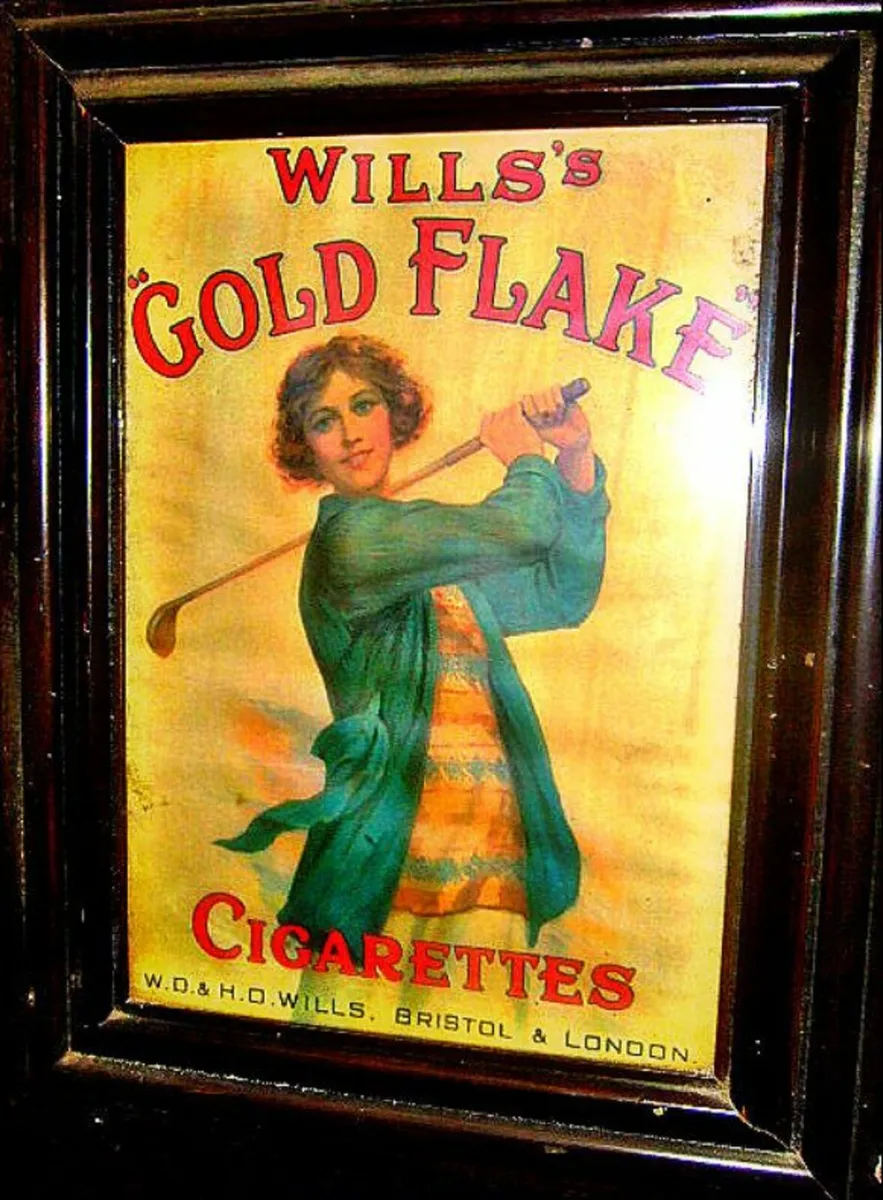 WILLS'S
"GOLD FLAKE"
CIGARETTES
W.D. & H.O. WILLS, BRISTOL & LONDON.